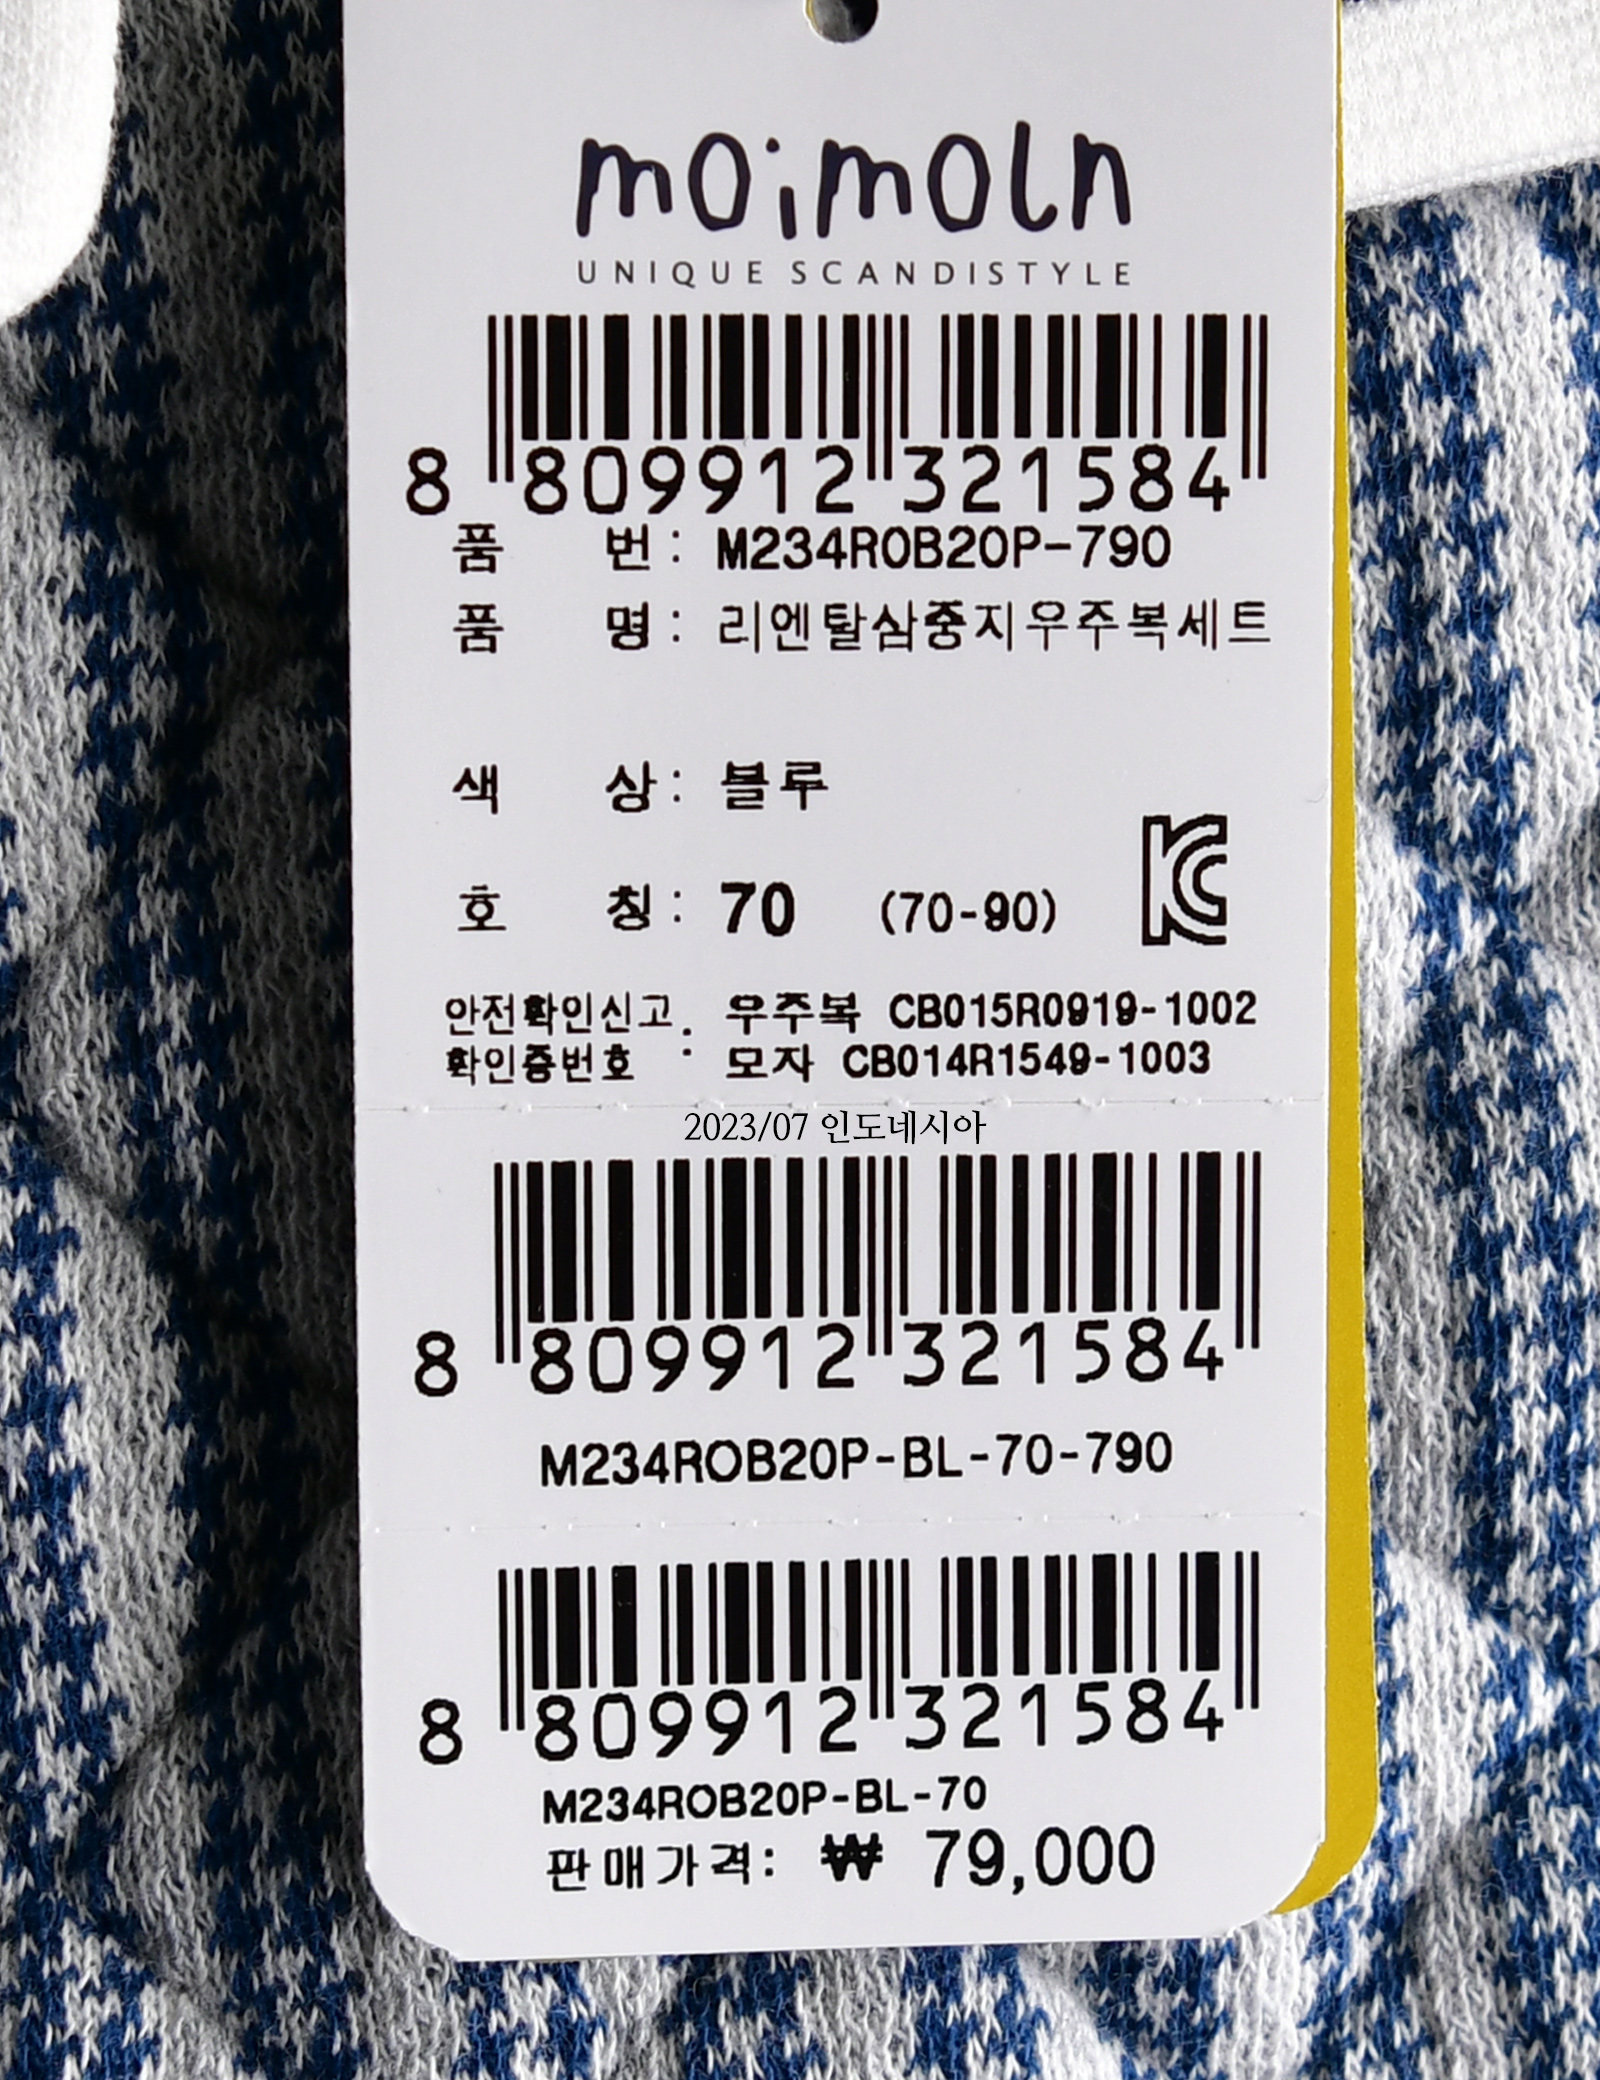 moimoln
UNIQUE SCANDISTYLE
8 809912 321584
품 번 : M234ROB20P-790
품 명 : 리엔탈삼중지우주복세트
색 상 : 블루
호 칭 : 70 (70-90)
안전확인신고 : 우주복 CB015R0919-1002
확인증번호 모자 CB014R1549-1003
2023/07 인도네시아
8 809912 321584
M234ROB20P-BL-70-790
8 809912 321584
M234ROB20P-BL-70
판매가격: ₩ 79,000